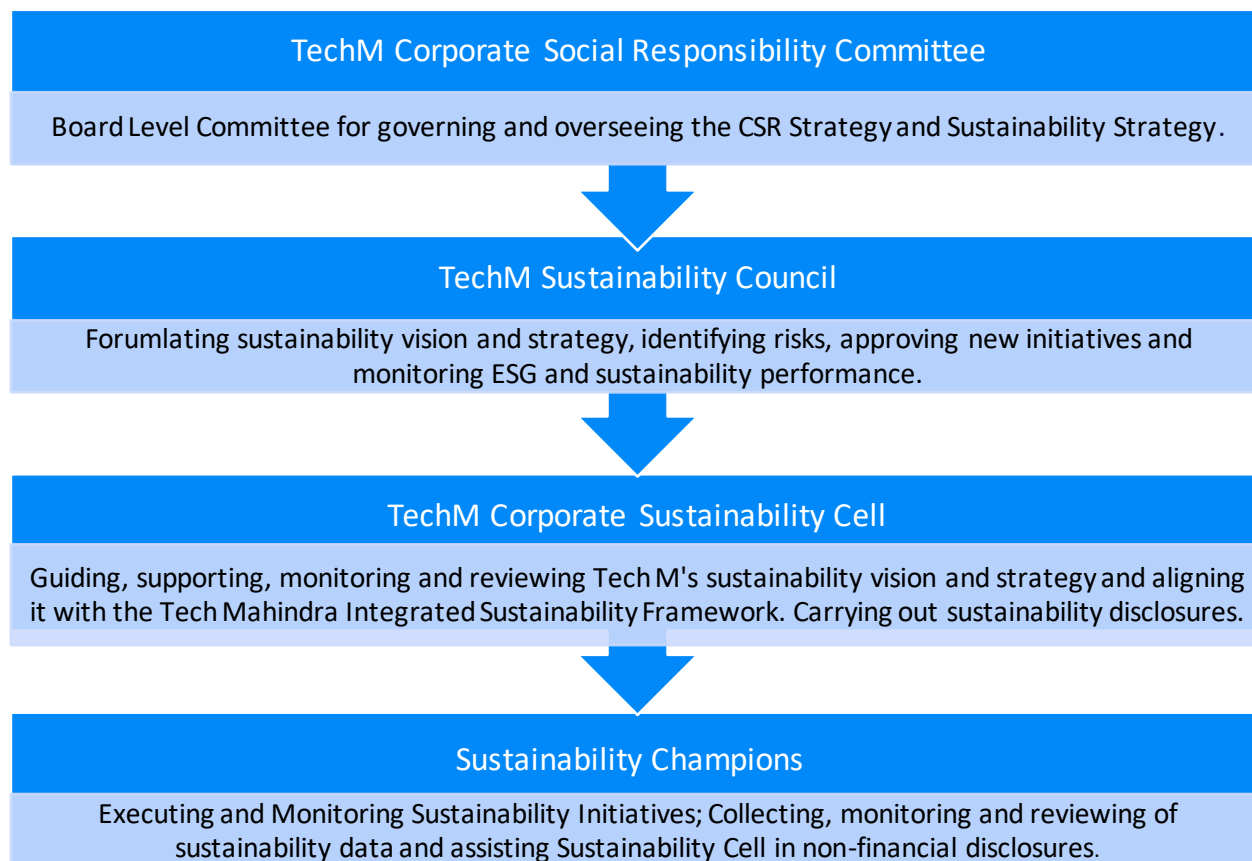 TechM Corporate Social Responsibility Committee
Board Level Committee for governing and overseeing the CSR Strategy and Sustainability Strategy.
TechM Sustainability Council
Forumlating sustainability vision and strategy, identifying risks, approving new initiatives and
monitoring ESG and sustainability performance.
TechM Corporate Sustainability Cell
Guiding, supporting, monitoring and reviewing Tech M's sustainability vision and strategy and aligning
it with the Tech Mahindra Integrated Sustainability Framework. Carrying out sustainability disclosures.
Sustainability Champions
Executing and Monitoring Sustainability Initiatives; Collecting, monitoring and reviewing of
sustainability data and assisting Sustainability Cell in non-financial disclosures.